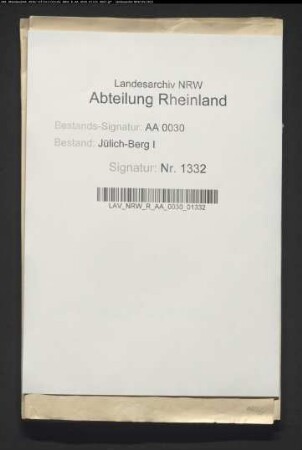 Landesarchiv NRW
Abteilung Rheinland
Bestands-Signatur: AA 0030
Bestand: Jülich-Berg I
Signatur: Nr. 1332
LAV_NRW_R_AA_0030_01332